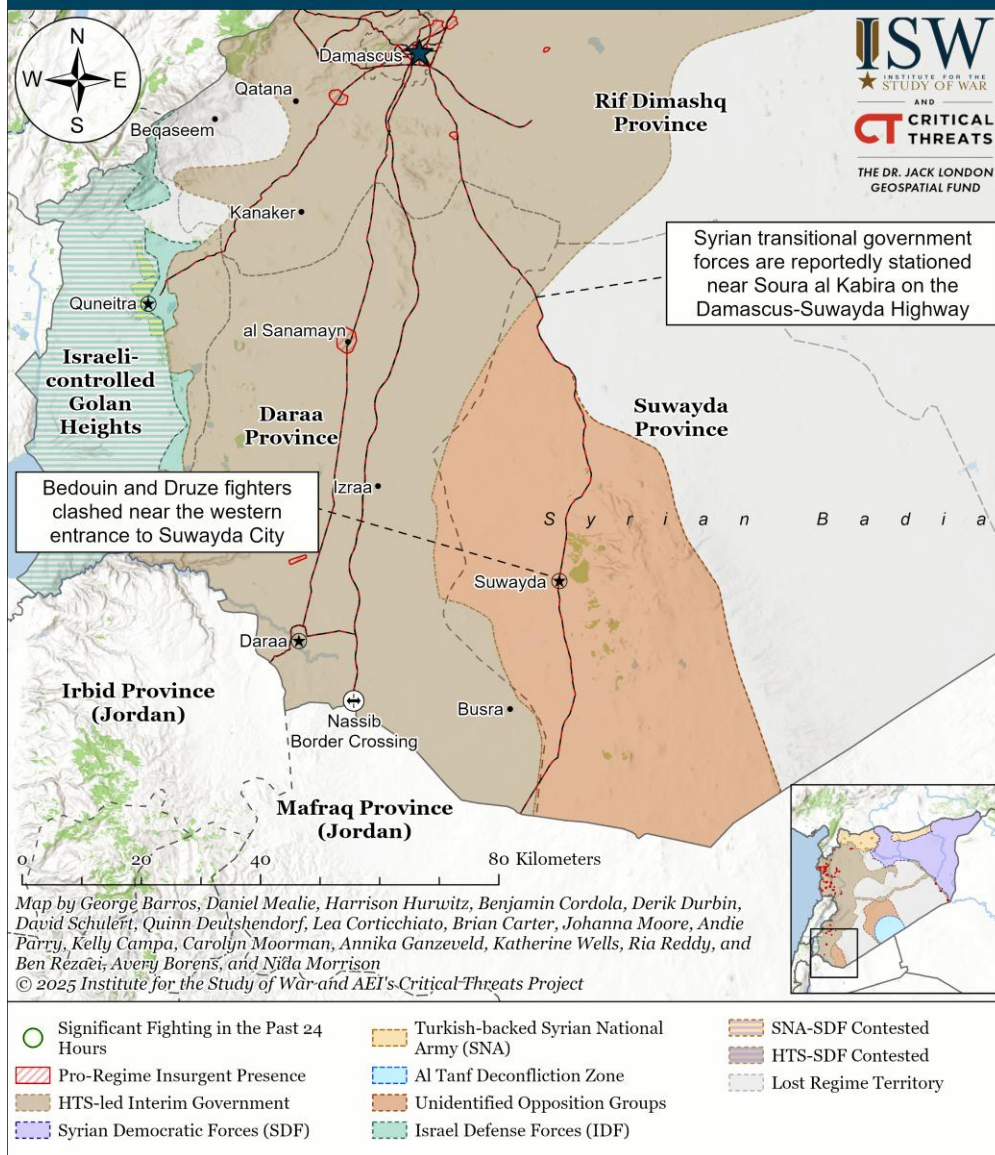 N
W
E
S
ISW
INSTITUTE FOR THE
STUDY OF WAR
AND
CT CRITICAL
THREATS
THE DR. JACK LONDON
GEOSPATIAL FUND
Damascus
Qatana
Beqaseem
Rif Dimashq
Province
Kanaker
Syrian transitional government
forces are reportedly stationed
near Soura al Kabira on the
Damascus-Suwayda Highway
Quneitra
al Sanamayn
Israeli-
controlled
Golan
Heights
Daraa
Province
Suwayda
Province
Bedouin and Druze fighters
clashed near the western
entrance to Suwayda City
Izraa
Syrian Badia
Suwayda
Daraa
Irbid Province
(Jordan)
Nassib
Border Crossing
Busra
Mafraq Province
(Jordan)
0 20 40 80 Kilometers
Map by George Barros, Daniel Mealie, Harrison Hurwitz, Benjamin Cordola, Derik Durbin,
David Schulert, Quinn Deutshendorf, Lea Corticchiato, Brian Carter, Johanna Moore, Andie
Parry, Kelly Campa, Carolyn Moorman, Annika Ganzeveld, Katherine Wells, Ria Reddy, and
Ben Rezaei, Avery Borens, and Nida Morrison
© 2025 Institute for the Study of War and AEI's Critical Threats Project
Significant Fighting in the Past 24
Hours
Pro-Regime Insurgent Presence
HTS-led Interim Government
Syrian Democratic Forces (SDF)
Turkish-backed Syrian National
Army (SNA)
Al Tanf Deconfliction Zone
Unidentified Opposition Groups
Israel Defense Forces (IDF)
SNA-SDF Contested
HTS-SDF Contested
Lost Regime Territory